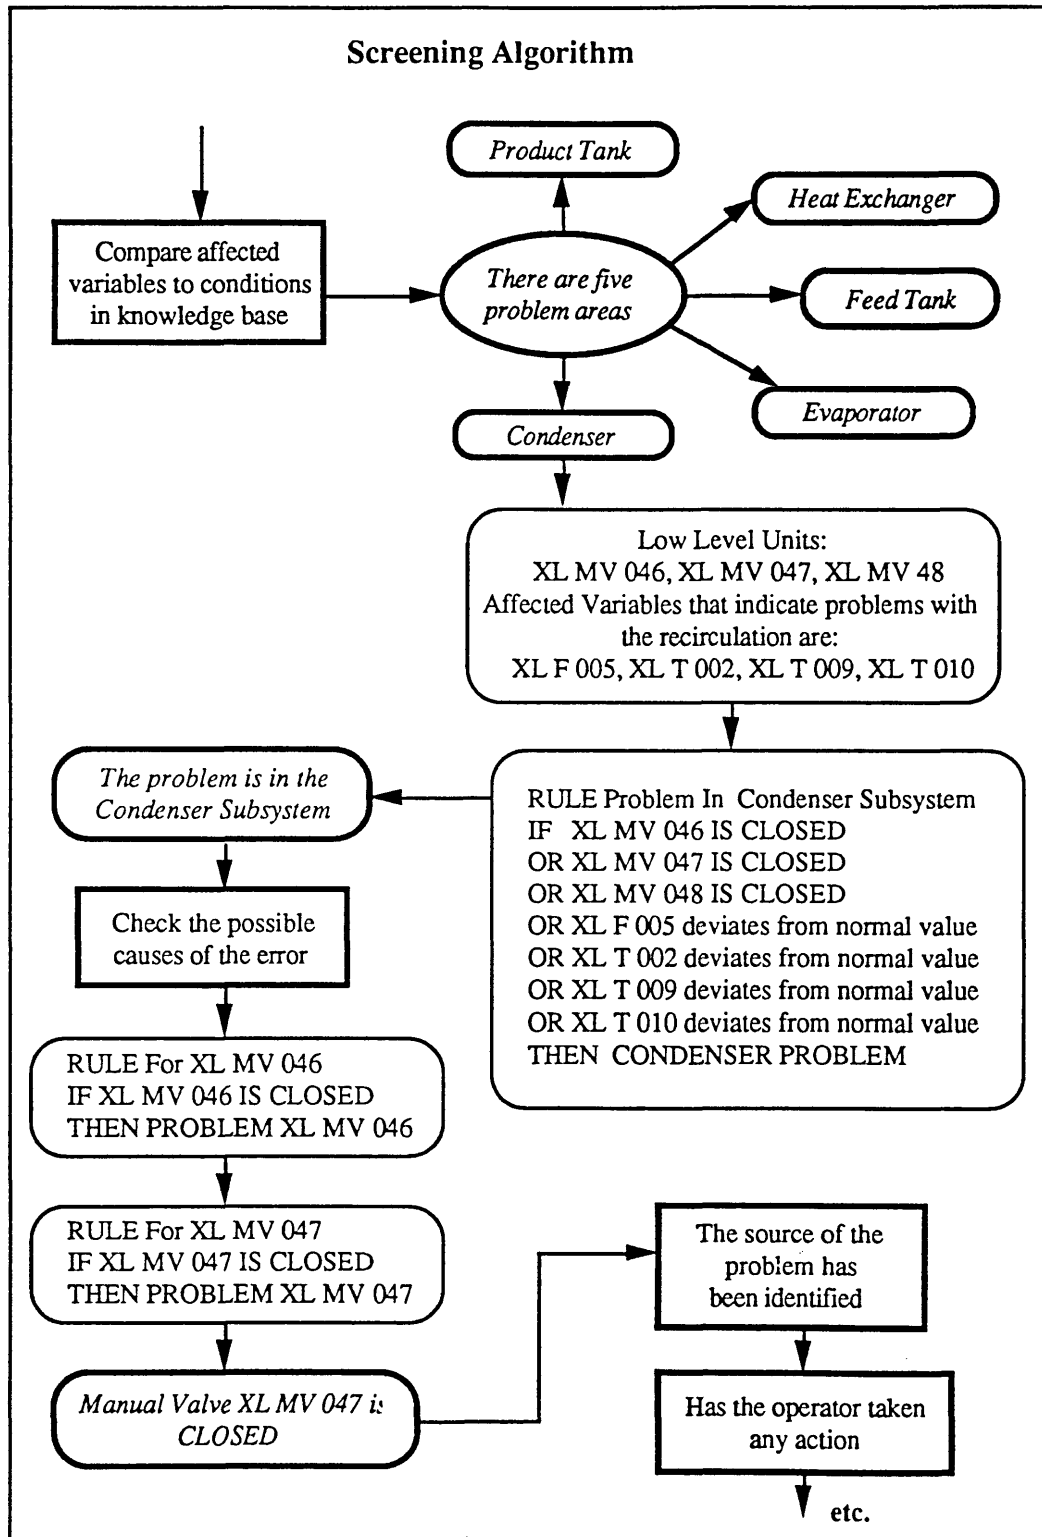 Screening Algorithm
Product Tank
Heat Exchanger
Compare affected
variables to conditions
in knowledge base
There are five
problem areas
Feed Tank
Evaporator
Condenser
Low Level Units:
XL MV 046, XL MV 047, XL MV 48
Affected Variables that indicate problems with
the recirculation are:
XL F 005, XL T 002, XL T 009, XL T 010
RULE Problem In Condenser Subsystem
IF XL MV 046 IS CLOSED
OR XL MV 047 IS CLOSED
OR XL MV 048 IS CLOSED
OR XL F 005 deviates from normal value
OR XL T 002 deviates from normal value
OR XL T 009 deviates from normal value
OR XL T 010 deviates from normal value
THEN CONDENSER PROBLEM
The problem is in the
Condenser Subsystem
Check the possible
causes of the error
RULE For XL MV 046
IF XL MV 046 IS CLOSED
THEN PROBLEM XL MV 046
RULE For XL MV 047
IF XL MV 047 IS CLOSED
THEN PROBLEM XL MV 047
Manual Valve XL MV 047 is
CLOSED
The source of the
problem has
been identified
Has the operator taken
any action
etc.